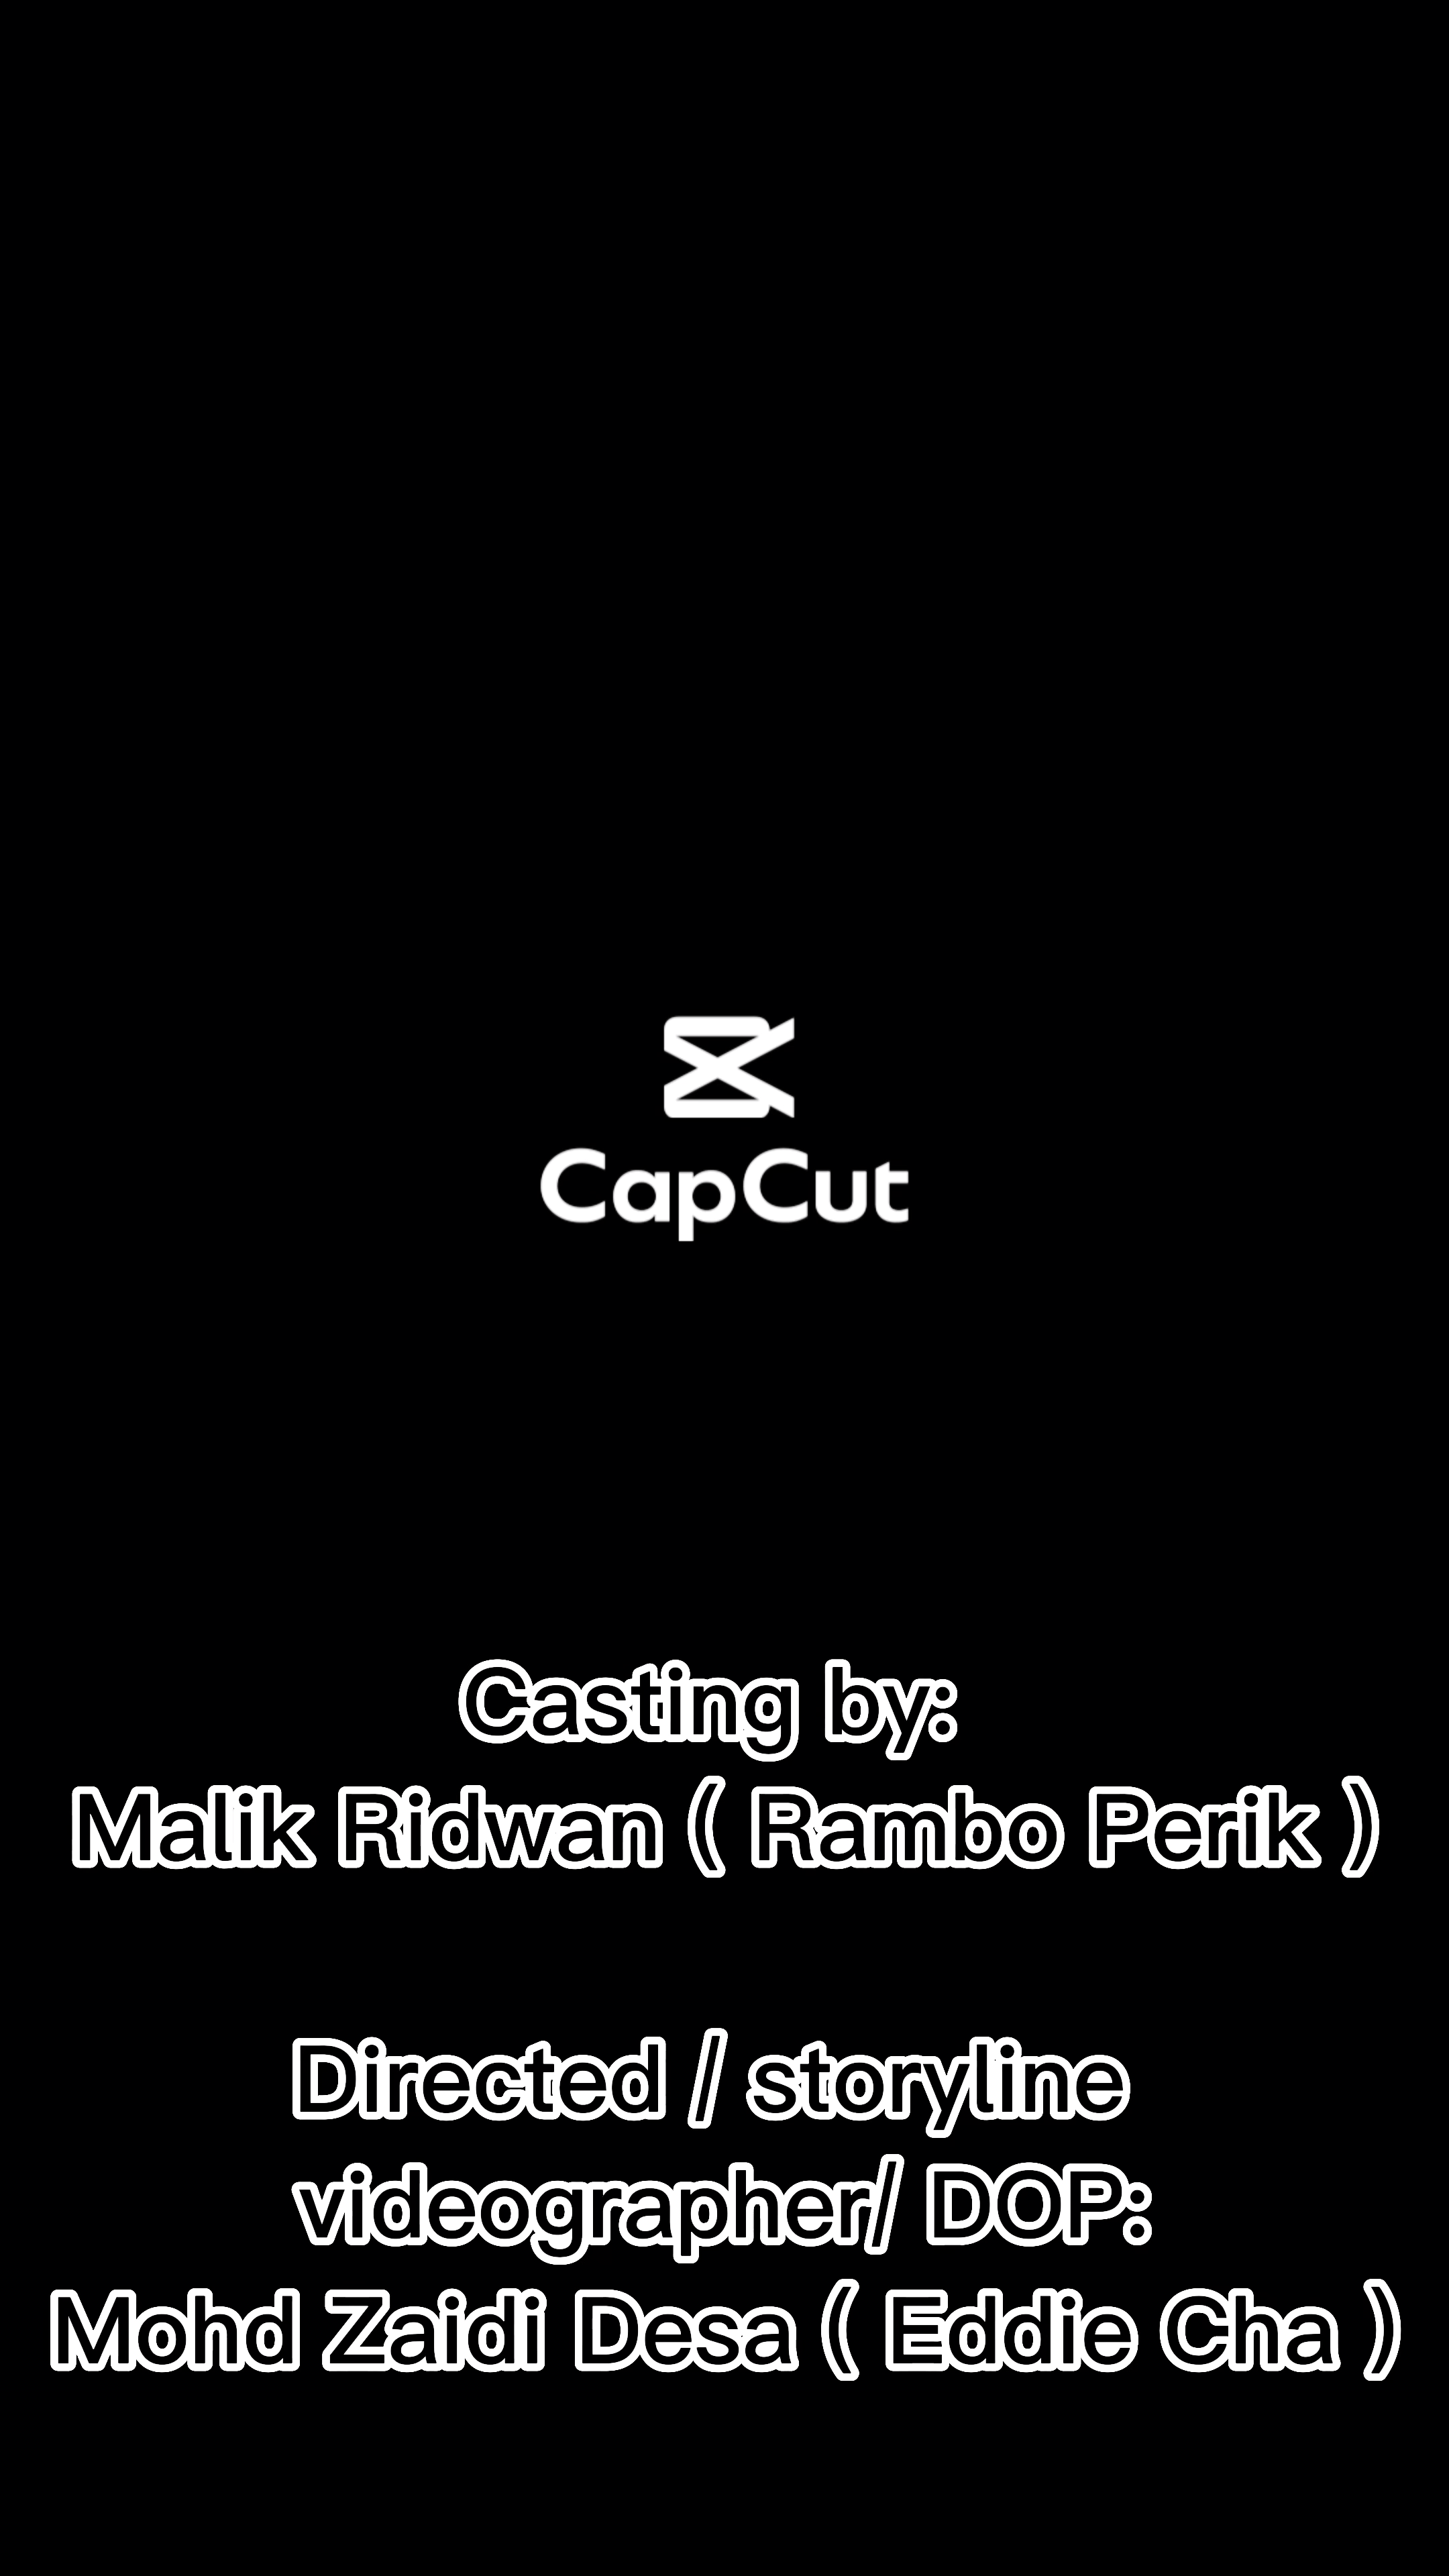 CapCut
Casting by:
Malik Ridwan ( Rambo Perik )
Directed / storyline
videographer/ DOP:
Mohd Zaidi Desa ( Eddie Cha )